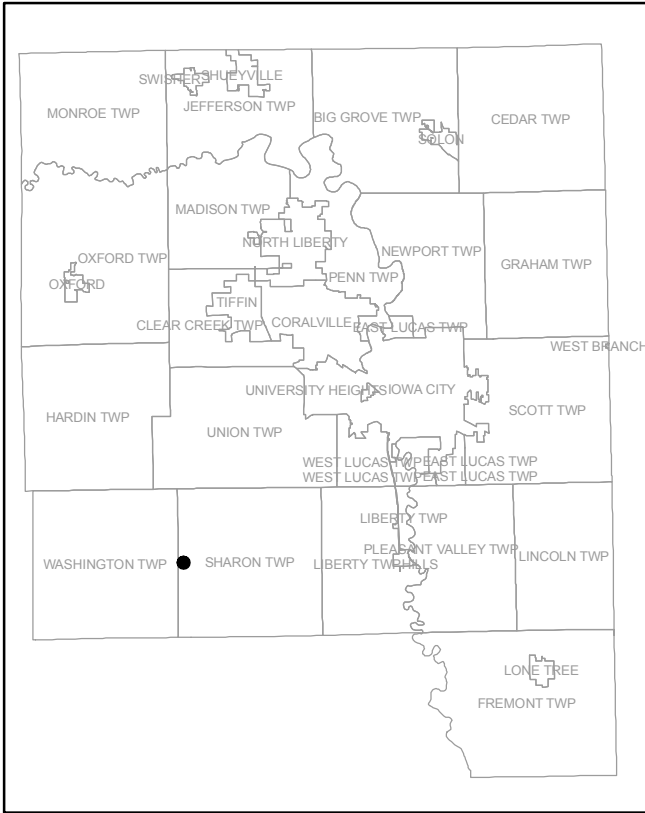 SHUEYVILLE
SWISHER
MONROE TWP
JEFFERSON TWP
BIG GROVE TWP
CEDAR TWP
SOLON
MADISON TWP
NORTH LIBERTY
NEWPORT TWP
OXFORD TWP
GRAHAM TWP
PENN TWP
OXFORD
TIFFIN
CLEAR CREEK TWP
CORALVILLE
EAST LUCAS TWP
WEST BRANCH
UNIVERSITY HEIGHTS
IOWA CITY
HARDIN TWP
SCOTT TWP
UNION TWP
WEST LUCAS TWP
EAST LUCAS TWP
WEST LUCAS TWP
EAST LUCAS TWP
LIBERTY TWP
PLEASANT VALLEY TWP
LINCOLN TWP
WASHINGTON TWP
SHARON TWP
LIBERTY TWP
HILLS
LONE TREE
FREMONT TWP